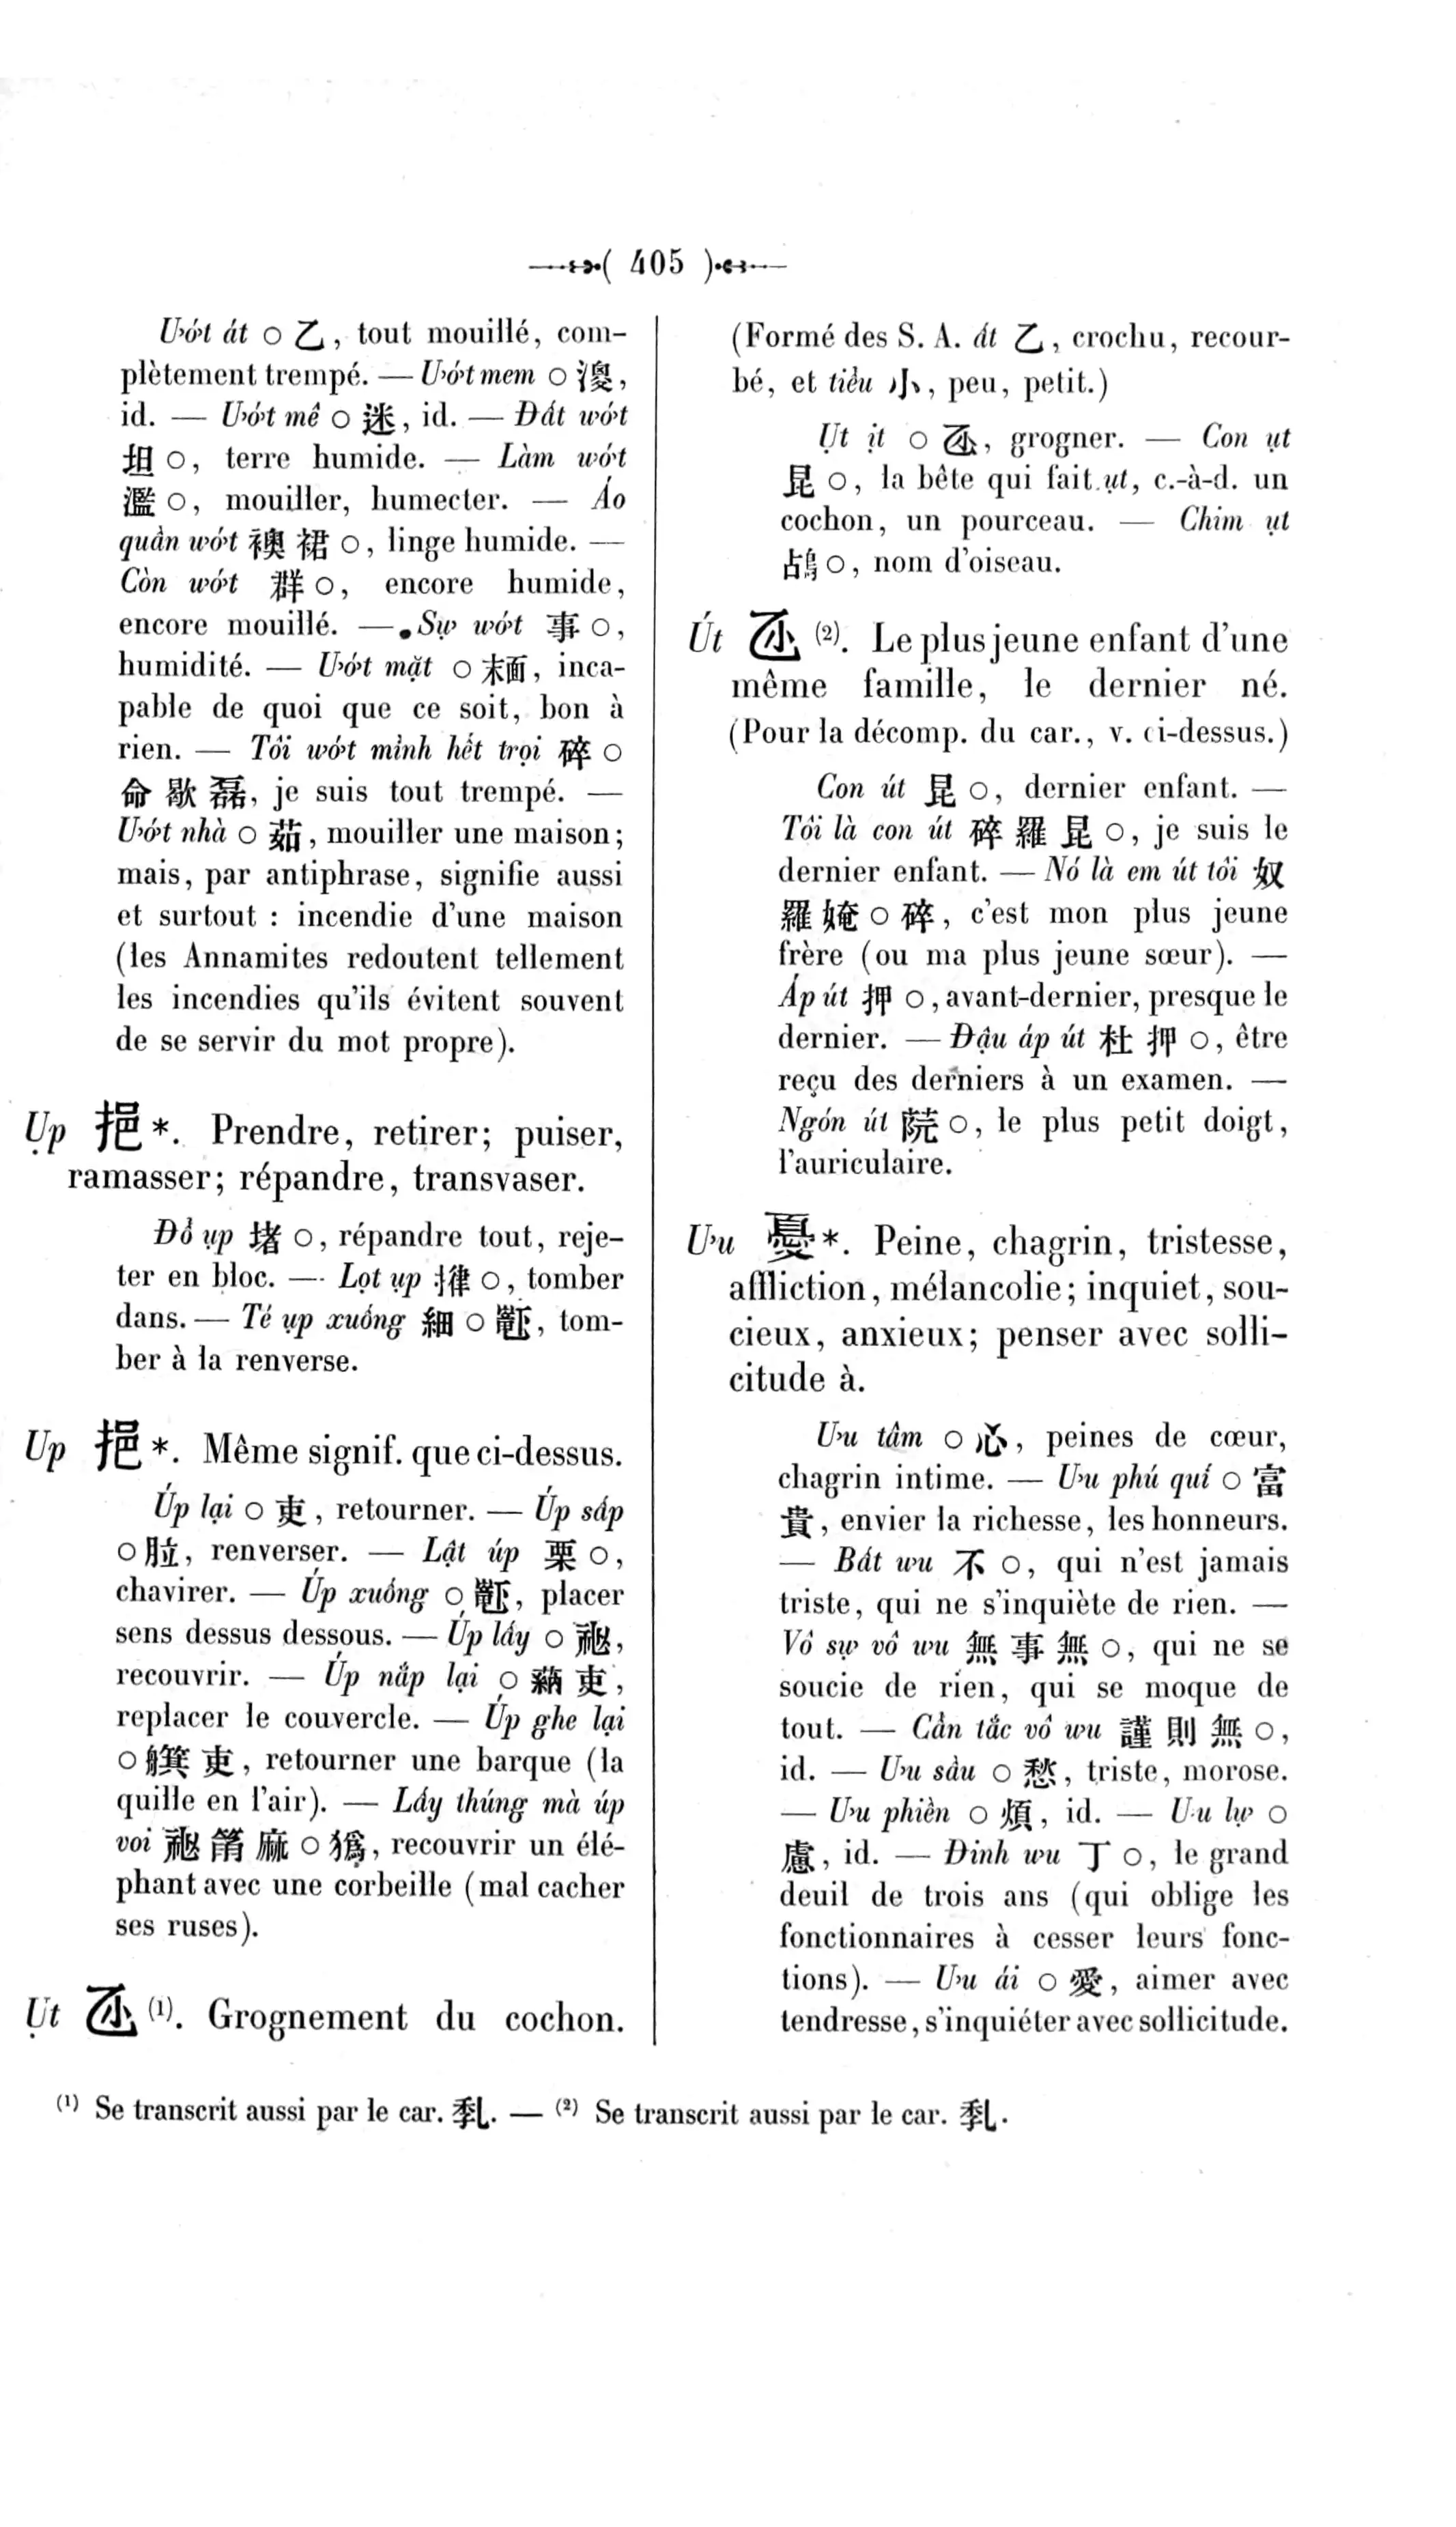 ( 405 )
Ướt át ○ 乙, tout mouillé, com-
plètement trempé. — Ướt mem ○,
id. — Ướt mê ○ 迷, id. — Đất ướt
坦 ○, terre humide. — Làm ướt
濫 ○, mouiller, humecter. — Áo
quần ướt 襖 裙 ○, linge humide. —
Còn ướt 群 ○, encore humide,
encore mouillé. — Sự ướt 事 ○,
humidité. — Ướt mặt ○ 𩈘, inca-
pable de quoi que ce soit, bon à
rien. — Tôi ướt mình hết trọi 碎 ○
命 歇 磊, je suis tout trempé. —
Ướt nhà ○ 茹, mouiller une maison;
mais, par antiphrase, signifie aussi
et surtout : incendie d'une maison
(les Annamites redoutent tellement
les incendies qu'ils évitent souvent
de se servir du mot propre).
Ụp 挹 *. Prendre, retirer; puiser,
ramasser; répandre, transvaser.
Đổ ụp 堵 ○, répandre tout, reje-
ter en bloc. — Lọt ụp ○, tomber
dans. — Té ụp xuống 細 ○, tom-
ber à la renverse.
Up 挹 *. Même signif. que ci-dessus.
Úp lại ○ 吏, retourner. — Úp sấp
○, renverser. — Lật úp 栗 ○,
chavirer. — Úp xuống ○, placer
sens dessus dessous. — Úp lấy ○ 𥙩,
recouvrir. — Úp nắp lại ○ 吏,
replacer le couvercle. — Úp ghe lại
○ 吏, retourner une barque (la
quille en l'air). — Lấy thúng mà úp
voi 𥙩 筩 麻 ○, recouvrir un élé-
phant avec une corbeille (mal cacher
ses ruses).
Ụt (1). Grognement du cochon.
(Formé des S. A. ất 乙, crochu, recour-
bé, et tiểu 小, peu, petit.)
Ụt ịt ○, grogner. — Con ụt
昆 ○, la bête qui fait ụt, c.-à-d. un
cochon, un pourceau. — Chim ụt
○, nom d'oiseau.
Út (2). Le plus jeune enfant d'une
même famille, le dernier né.
(Pour la décomp. du car., v. ci-dessus.)
Con út 昆 ○, dernier enfant. —
Tôi là con út 碎 羅 昆 ○, je suis le
dernier enfant. — Nó là em út tôi 奴
羅 㛪 ○ 碎, c'est mon plus jeune
frère (ou ma plus jeune sœur). —
Áp út 押 ○, avant-dernier, presque le
dernier. — Đậu áp út 杜 押 ○, être
reçu des derniers à un examen. —
Ngón út ○, le plus petit doigt,
l'auriculaire.
Ưu 憂 *. Peine, chagrin, tristesse,
affliction, mélancolie; inquiet, sou-
cieux, anxieux; penser avec solli-
citude à.
Ưu tâm ○ 心, peines de cœur,
chagrin intime. — Ưu phú quí ○ 富
貴, envier la richesse, les honneurs.
— Bất ưu 不 ○, qui n'est jamais
triste, qui ne s'inquiète de rien. —
Vô sự vô ưu 無 事 無 ○, qui ne se
soucie de rien, qui se moque de
tout. — Cẩn tắc vô ưu 謹 則 無 ○,
id. — Ưu sầu ○ 愁, triste, morose.
— Ưu phiền ○ 煩, id. — Ưu lự ○
慮, id. — Đinh ưu 丁 ○, le grand
deuil de trois ans (qui oblige les
fonctionnaires à cesser leurs fonc-
tions). — Ưu ái ○ 愛, aimer avec
tendresse, s'inquiéter avec sollicitude.
(1) Se transcrit aussi par le car. — (2) Se transcrit aussi par le car.